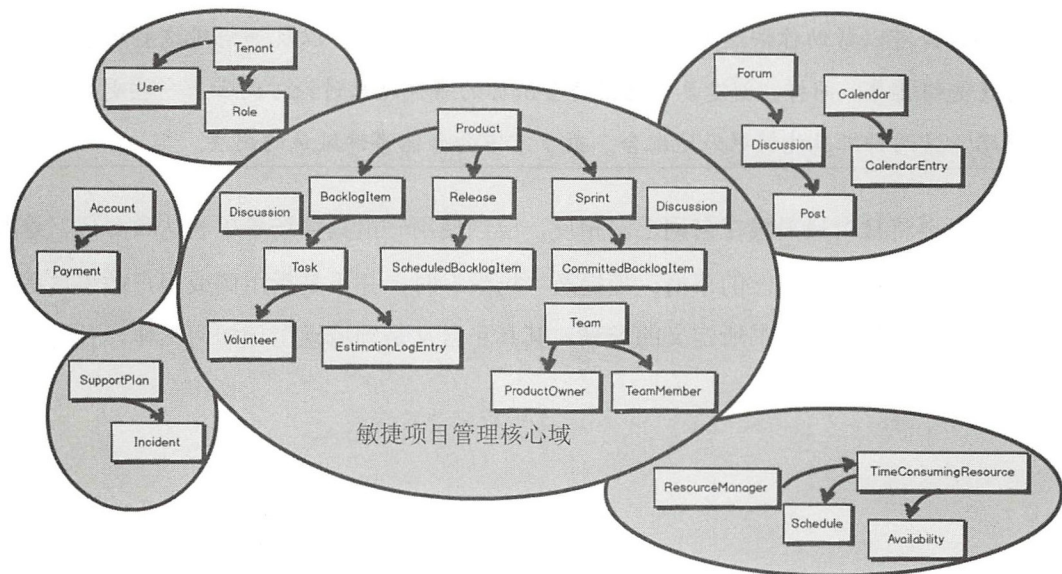 Tenant
User
Role
Forum
Calendar
Discussion
CalendarEntry
Post
Account
Payment
SupportPlan
Incident
Product
BacklogItem
Release
Sprint
Discussion
Discussion
Task
ScheduledBacklogItem
CommittedBacklogItem
Volunteer
EstimationLogEntry
Team
ProductOwner
TeamMember
敏捷项目管理核心域
ResourceManager
TimeConsumingResource
Schedule
Availability